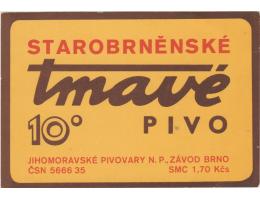 STAROBRNĚNSKÉ
tmavé
10° PIVO
JIHOMORAVSKÉ PIVOVARY N. P., ZÁVOD BRNO
ČSN 5666 35 SMC 1,70 Kčs